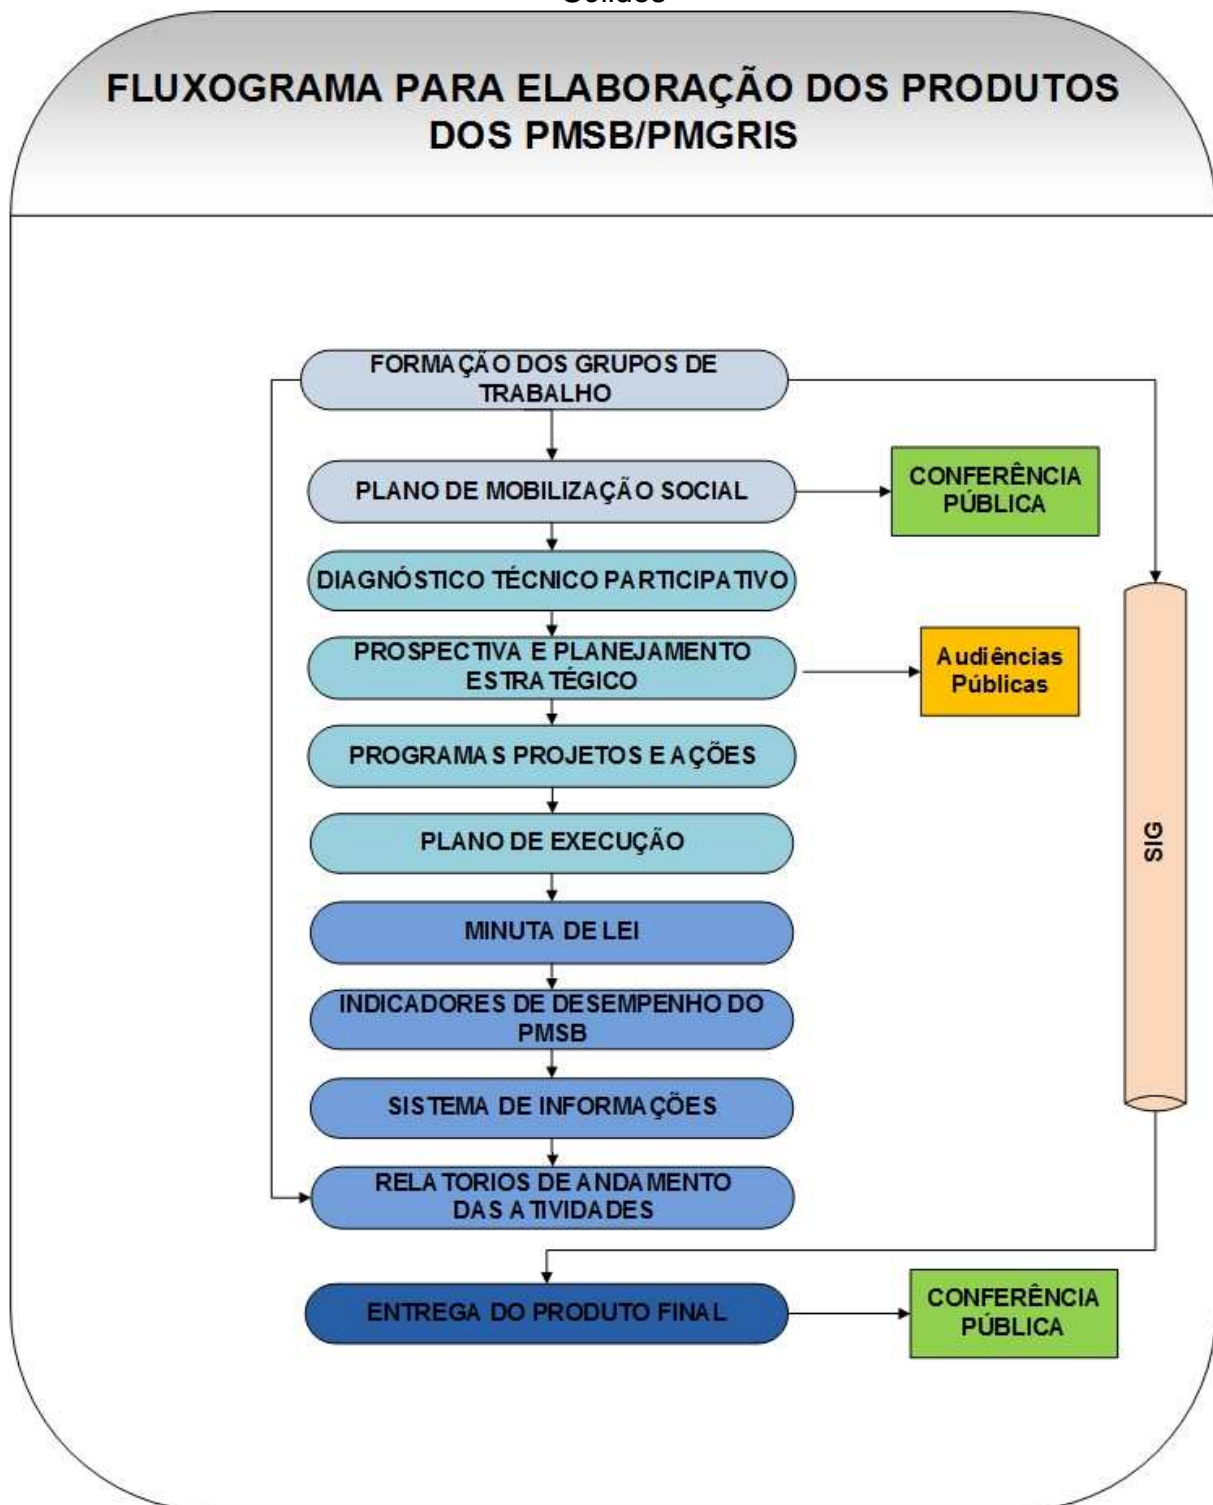 FLUXOGRAMA PARA ELABORAÇÃO DOS PRODUTOS
DOS PMSB/PMGRIS
FORMAÇÃO DOS GRUPOS DE
TRABALHO
PLANO DE MOBILIZAÇÃO SOCIAL
CONFERÊNCIA
PÚBLICA
DIAGNÓSTICO TÉCNICO PARTICIPATIVO
PROSPECTIVA E PLANEJAMENTO
ESTRATÉGICO
Audiências
Públicas
PROGRAMAS PROJETOS E AÇÕES
PLANO DE EXECUÇÃO
SIG
MINUTA DE LEI
INDICADORES DE DESEMPENHO DO
PMSB
SISTEMA DE INFORMAÇÕES
RELATORIOS DE ANDAMENTO
DAS ATIVIDADES
ENTREGA DO PRODUTO FINAL
CONFERÊNCIA
PÚBLICA